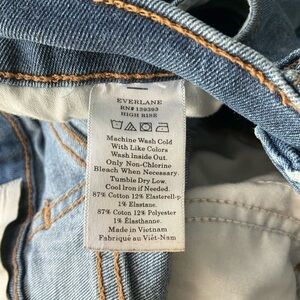 EVERLANE
RN# 139393
HIGH RISE
Machine Wash Cold
With Like Colors
Wash Inside Out.
Only Non-Chlorine
Bleach When Necessary.
Tumble Dry Low.
Cool Iron if Needed.
87% Cotton 12% Elasterell-p
1% Elastane.
87% Coton 12% Polyester
1% Élasthanne.
Made in Vietnam
Fabriqué au Viêt-Nam